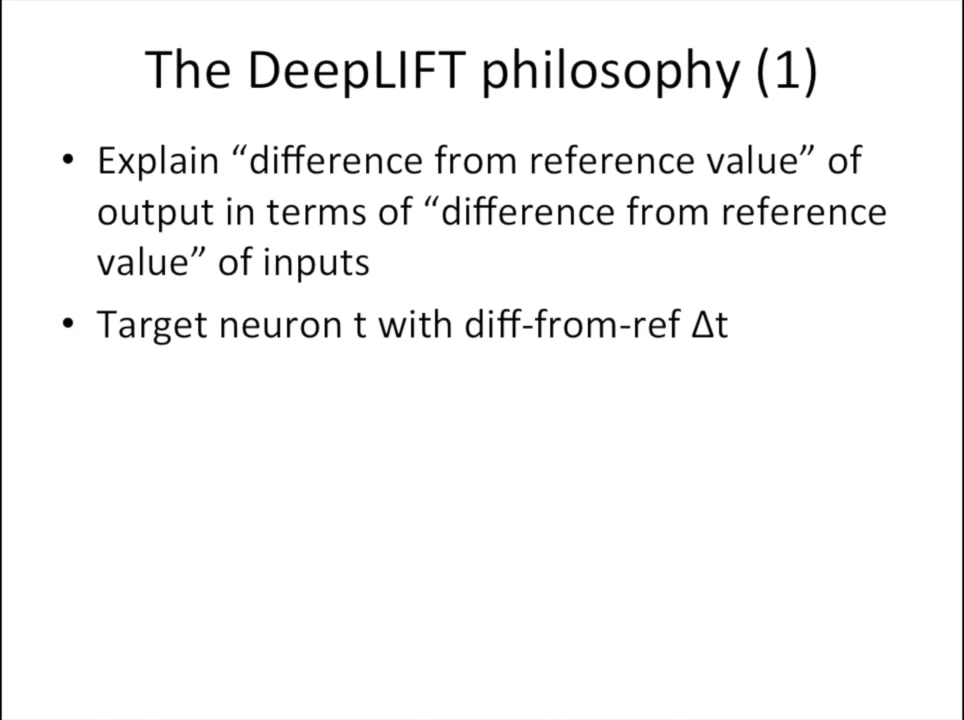 The DeepLIFT philosophy (1)
• Explain “difference from reference value” of
output in terms of “difference from reference
value” of inputs
• Target neuron t with diff-from-ref Δt